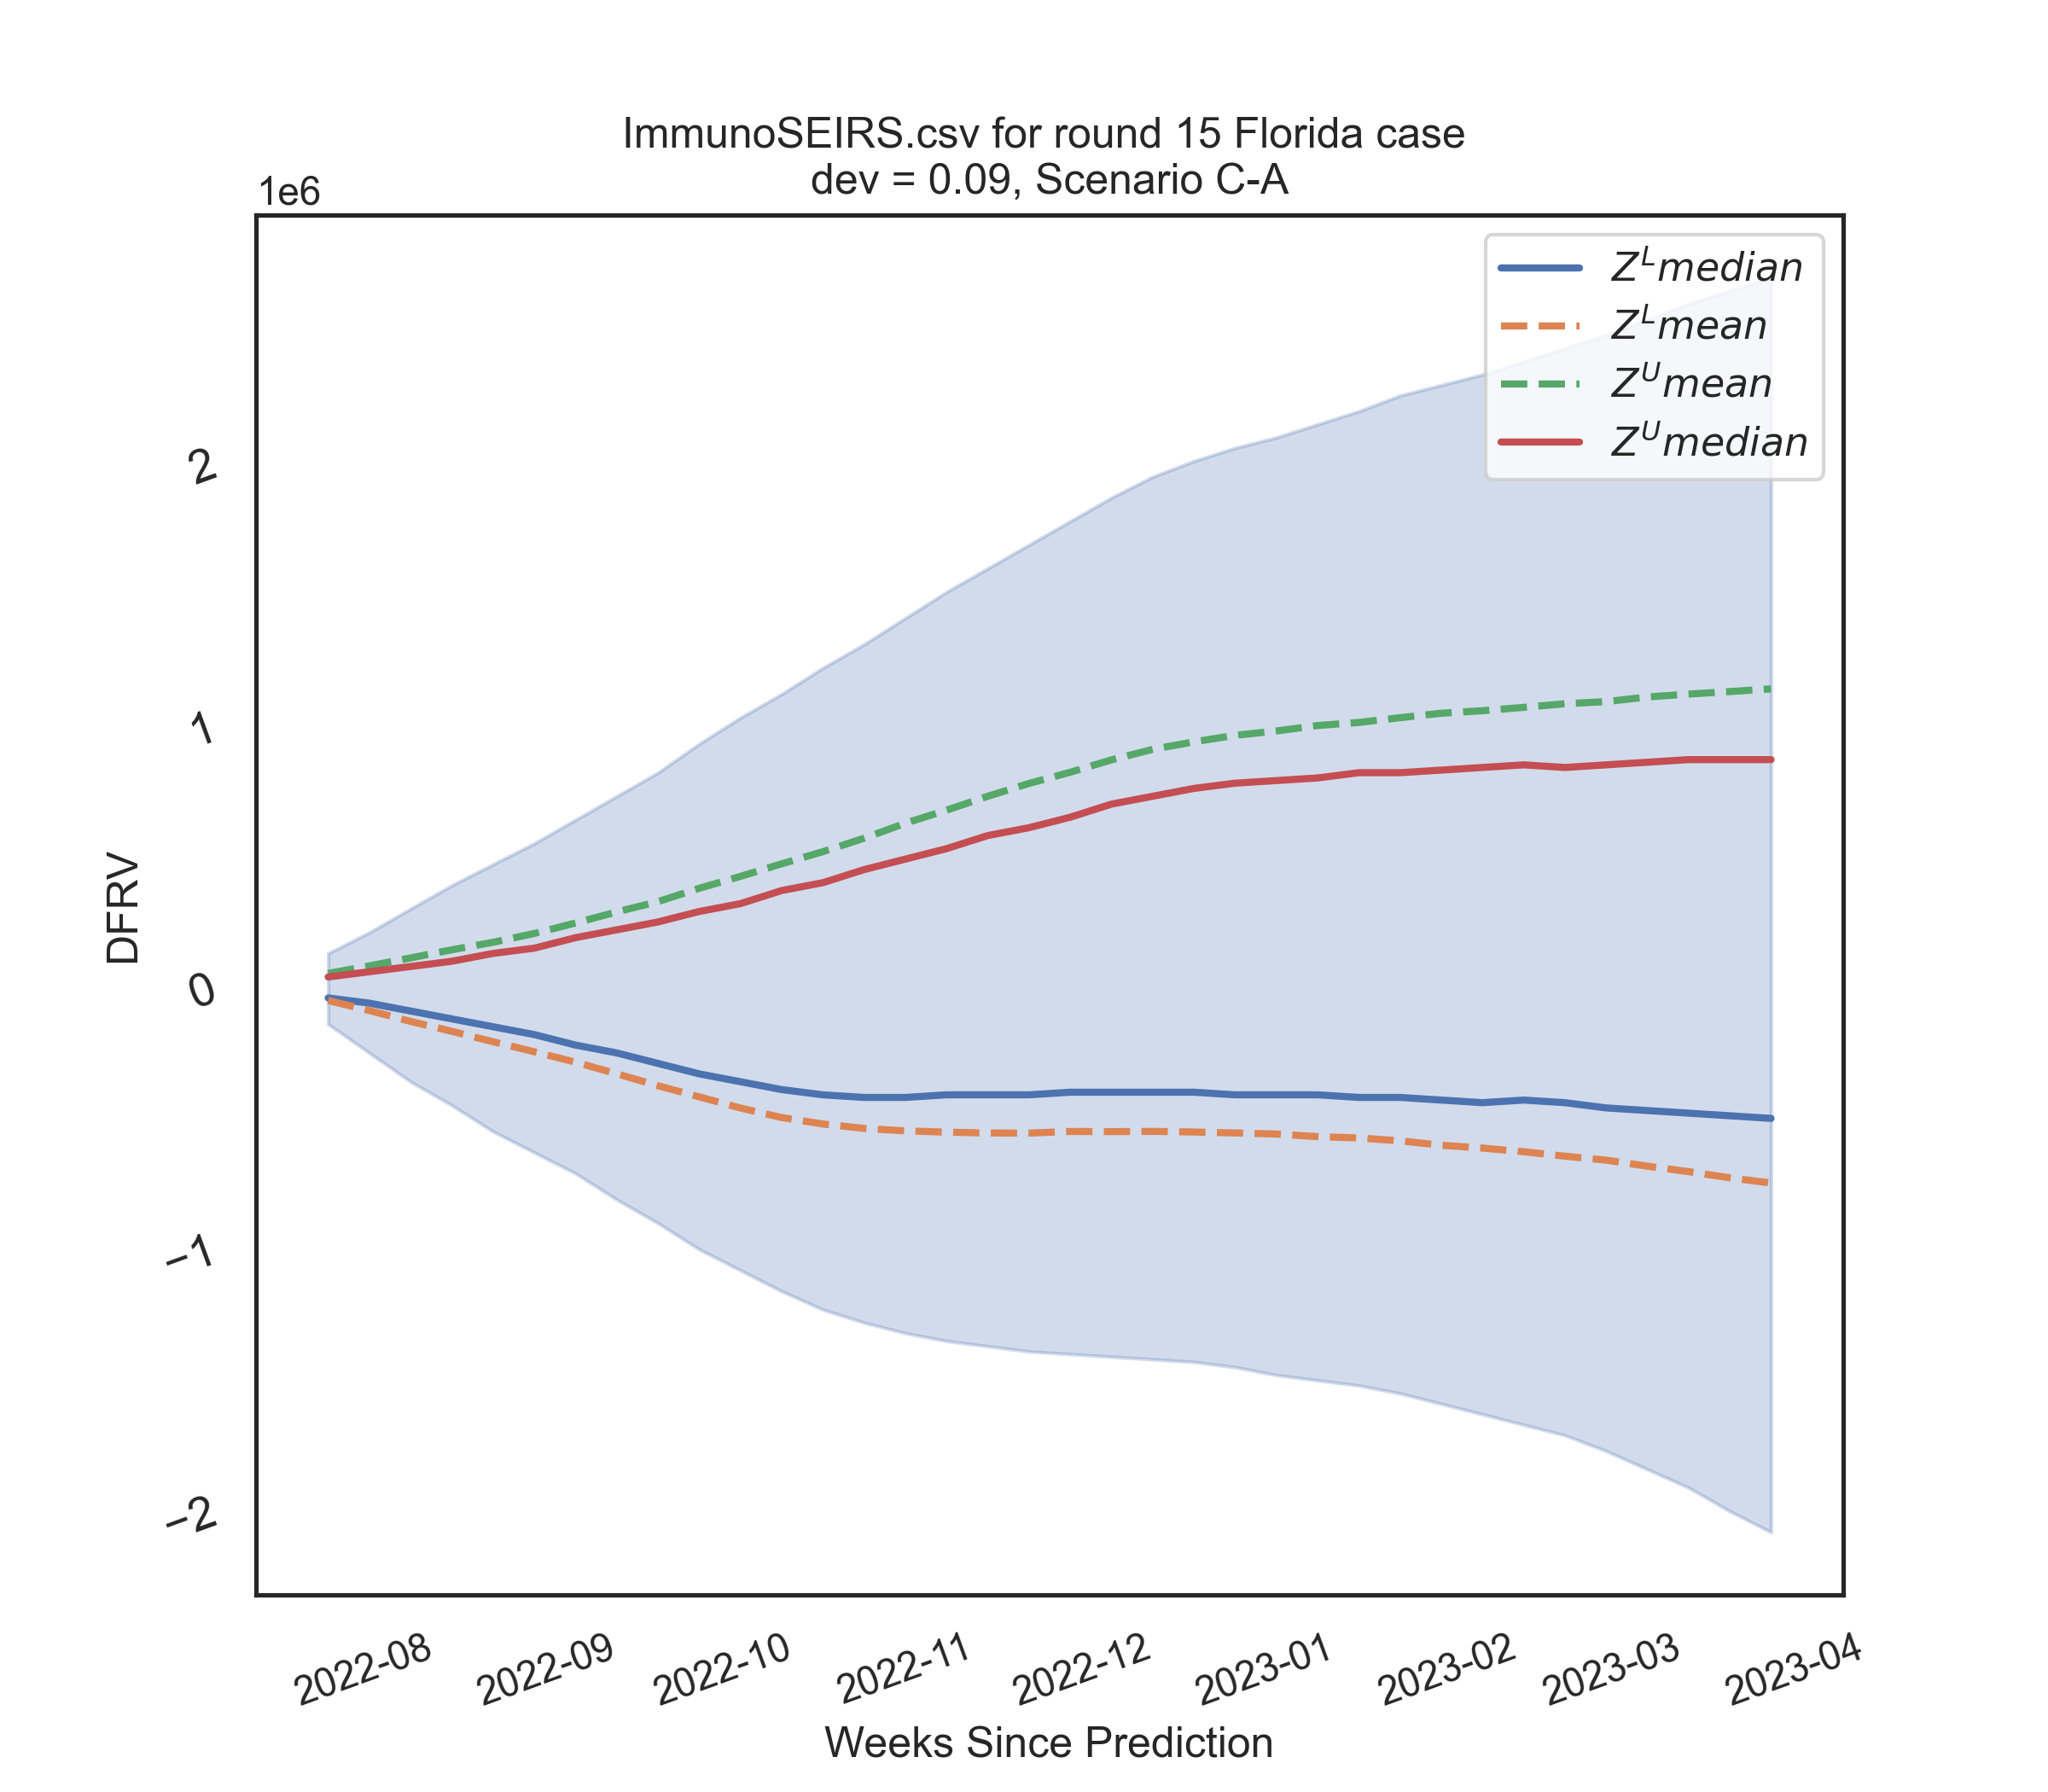 ImmunoSEIRS.csv for round 15 Florida case
dev = 0.09, Scenario C-A
1e6
Z^L median
Z^L mean
Z^U mean
Z^U median
2
1
0
−1
−2
DFRV
2022-08 2022-09 2022-10 2022-11 2022-12 2023-01 2023-02 2023-03 2023-04
Weeks Since Prediction